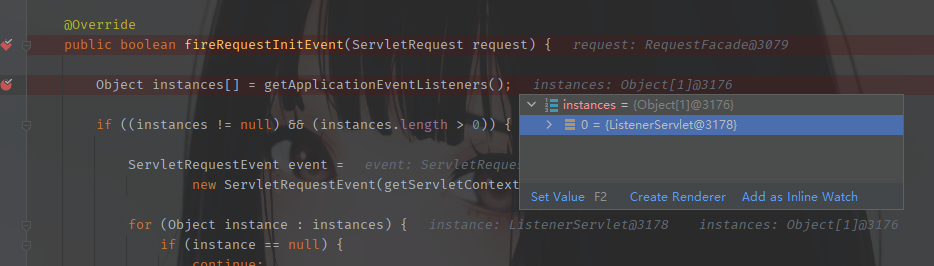 @Override
public boolean fireRequestInitEvent(ServletRequest request) { request: RequestFacade@3079
Object instances[] = getApplicationEventListeners(); instances: Object[1]@3176
instances = {Object[1]@3176}
if ((instances != null) && (instances.length > 0)) {
0 = {ListenerServlet@3178}
ServletRequestEvent event = event: ServletReques
new ServletRequestEvent(getServletContext
Set Value F2 Create Renderer Add as Inline Watch
for (Object instance : instances) { instance: ListenerServlet@3178 instances: Object[1]@3176
if (instance == null) {
continue;